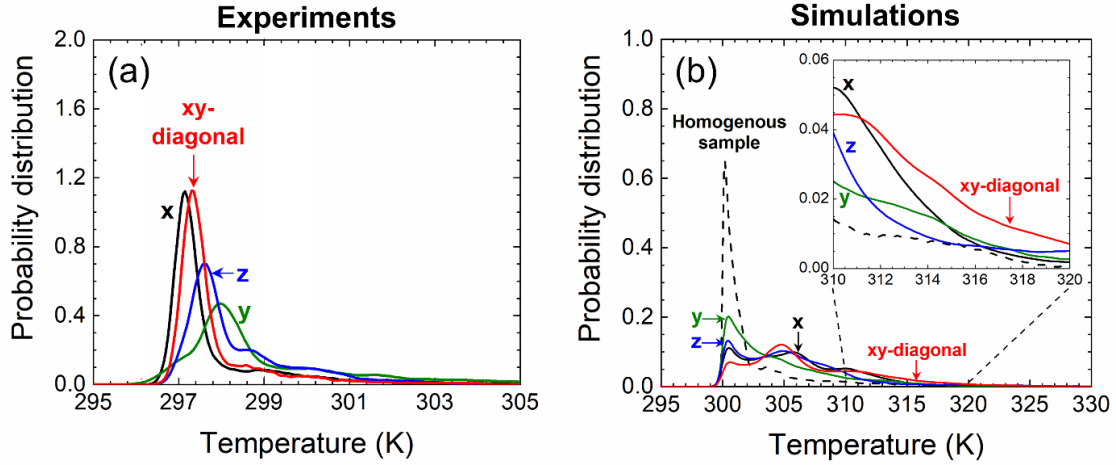 Experiments
Simulations
(a)
Probability distribution
2.0
1.6
1.2
0.8
0.4
0.0
xy-
diagonal
x
z
y
295
297
299
301
303
305
Temperature (K)
(b)
Probability distribution
1.0
0.8
0.6
0.4
0.2
0.0
Homogenous
sample
y
z
x
xy-diagonal
295
300
305
310
315
320
325
330
Temperature (K)
0.06
0.04
0.02
0.00
x
z
y
xy-diagonal
310
312
314
316
318
320